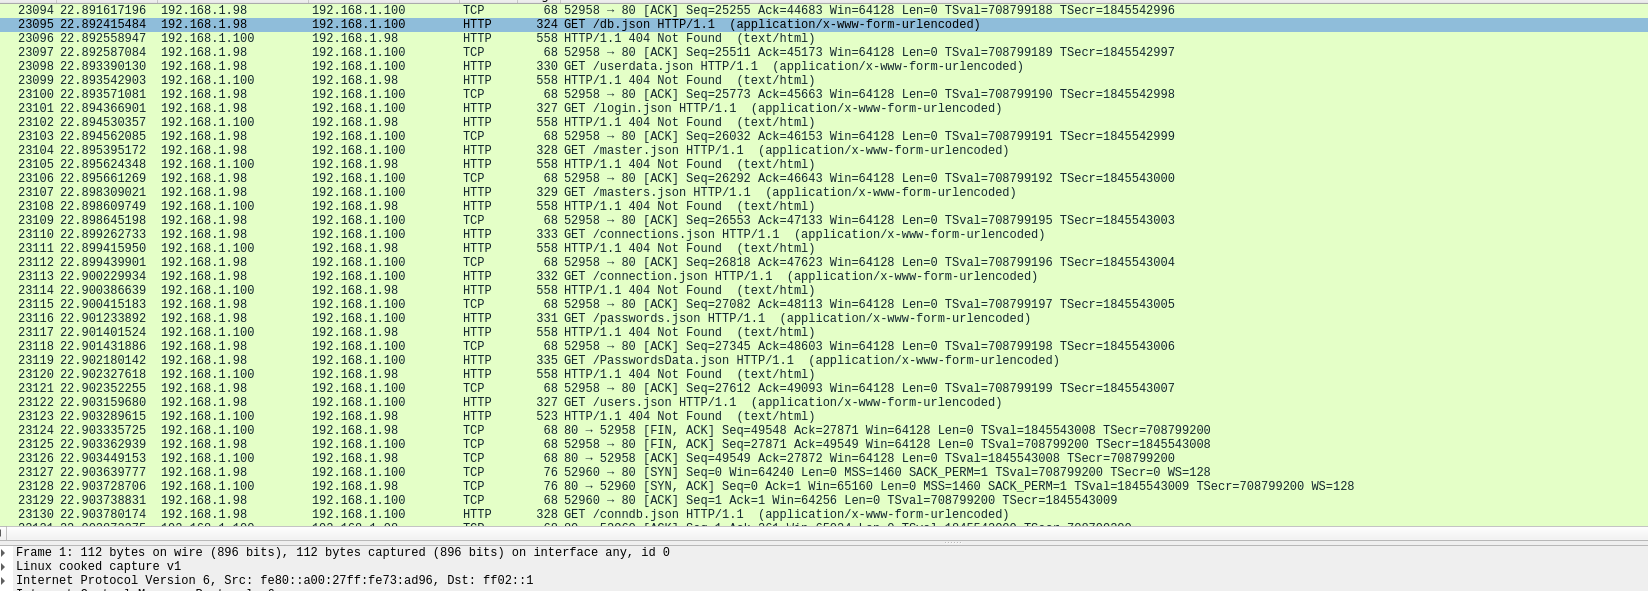 23094 22.891617196 192.168.1.98 192.168.1.100 TCP 68 52958 → 80 [ACK] Seq=25255 Ack=44683 Win=64128 Len=0 TSval=708799188 TSecr=1845542996
23095 22.892415484 192.168.1.98 192.168.1.100 HTTP 324 GET /db.json HTTP/1.1 (application/x-www-form-urlencoded)
23096 22.892558947 192.168.1.100 192.168.1.98 HTTP 558 HTTP/1.1 404 Not Found (text/html)
23097 22.892587084 192.168.1.98 192.168.1.100 TCP 68 52958 → 80 [ACK] Seq=25511 Ack=45173 Win=64128 Len=0 TSval=708799189 TSecr=1845542997
23098 22.893390130 192.168.1.98 192.168.1.100 HTTP 330 GET /userdata.json HTTP/1.1 (application/x-www-form-urlencoded)
23099 22.893542903 192.168.1.100 192.168.1.98 HTTP 558 HTTP/1.1 404 Not Found (text/html)
23100 22.893571081 192.168.1.98 192.168.1.100 TCP 68 52958 → 80 [ACK] Seq=25773 Ack=45663 Win=64128 Len=0 TSval=708799190 TSecr=1845542998
23101 22.894366901 192.168.1.98 192.168.1.100 HTTP 327 GET /login.json HTTP/1.1 (application/x-www-form-urlencoded)
23102 22.894530357 192.168.1.100 192.168.1.98 HTTP 558 HTTP/1.1 404 Not Found (text/html)
23103 22.894562085 192.168.1.98 192.168.1.100 TCP 68 52958 → 80 [ACK] Seq=26032 Ack=46153 Win=64128 Len=0 TSval=708799191 TSecr=1845542999
23104 22.895395172 192.168.1.98 192.168.1.100 HTTP 328 GET /master.json HTTP/1.1 (application/x-www-form-urlencoded)
23105 22.895624348 192.168.1.100 192.168.1.98 HTTP 558 HTTP/1.1 404 Not Found (text/html)
23106 22.895661269 192.168.1.98 192.168.1.100 TCP 68 52958 → 80 [ACK] Seq=26292 Ack=46643 Win=64128 Len=0 TSval=708799192 TSecr=1845543000
23107 22.898309021 192.168.1.98 192.168.1.100 HTTP 329 GET /masters.json HTTP/1.1 (application/x-www-form-urlencoded)
23108 22.898609749 192.168.1.100 192.168.1.98 HTTP 558 HTTP/1.1 404 Not Found (text/html)
23109 22.898645198 192.168.1.98 192.168.1.100 TCP 68 52958 → 80 [ACK] Seq=26553 Ack=47133 Win=64128 Len=0 TSval=708799195 TSecr=1845543003
23110 22.899262733 192.168.1.98 192.168.1.100 HTTP 333 GET /connections.json HTTP/1.1 (application/x-www-form-urlencoded)
23111 22.899415950 192.168.1.100 192.168.1.98 HTTP 558 HTTP/1.1 404 Not Found (text/html)
23112 22.899439901 192.168.1.98 192.168.1.100 TCP 68 52958 → 80 [ACK] Seq=26818 Ack=47623 Win=64128 Len=0 TSval=708799196 TSecr=1845543004
23113 22.900229934 192.168.1.98 192.168.1.100 HTTP 332 GET /connection.json HTTP/1.1 (application/x-www-form-urlencoded)
23114 22.900386639 192.168.1.100 192.168.1.98 HTTP 558 HTTP/1.1 404 Not Found (text/html)
23115 22.900415183 192.168.1.98 192.168.1.100 TCP 68 52958 → 80 [ACK] Seq=27082 Ack=48113 Win=64128 Len=0 TSval=708799197 TSecr=1845543005
23116 22.901233892 192.168.1.98 192.168.1.100 HTTP 331 GET /passwords.json HTTP/1.1 (application/x-www-form-urlencoded)
23117 22.901401524 192.168.1.100 192.168.1.98 HTTP 558 HTTP/1.1 404 Not Found (text/html)
23118 22.901431886 192.168.1.98 192.168.1.100 TCP 68 52958 → 80 [ACK] Seq=27345 Ack=48603 Win=64128 Len=0 TSval=708799198 TSecr=1845543006
23119 22.902180142 192.168.1.98 192.168.1.100 HTTP 335 GET /PasswordsData.json HTTP/1.1 (application/x-www-form-urlencoded)
23120 22.902327618 192.168.1.100 192.168.1.98 HTTP 558 HTTP/1.1 404 Not Found (text/html)
23121 22.902352255 192.168.1.98 192.168.1.100 TCP 68 52958 → 80 [ACK] Seq=27612 Ack=49093 Win=64128 Len=0 TSval=708799199 TSecr=1845543007
23122 22.903159680 192.168.1.98 192.168.1.100 HTTP 327 GET /users.json HTTP/1.1 (application/x-www-form-urlencoded)
23123 22.903289615 192.168.1.100 192.168.1.98 HTTP 523 HTTP/1.1 404 Not Found (text/html)
23124 22.903335725 192.168.1.100 192.168.1.98 TCP 68 80 → 52958 [FIN, ACK] Seq=49548 Ack=27871 Win=64128 Len=0 TSval=1845543008 TSecr=708799200
23125 22.903362939 192.168.1.98 192.168.1.100 TCP 68 52958 → 80 [FIN, ACK] Seq=27871 Ack=49549 Win=64128 Len=0 TSval=708799200 TSecr=1845543008
23126 22.903449153 192.168.1.100 192.168.1.98 TCP 68 80 → 52958 [ACK] Seq=49549 Ack=27872 Win=64128 Len=0 TSval=1845543008 TSecr=708799200
23127 22.903639777 192.168.1.98 192.168.1.100 TCP 76 52960 → 80 [SYN] Seq=0 Win=64240 Len=0 MSS=1460 SACK_PERM=1 TSval=708799200 TSecr=0 WS=128
23128 22.903728706 192.168.1.100 192.168.1.98 TCP 76 80 → 52960 [SYN, ACK] Seq=0 Ack=1 Win=65160 Len=0 MSS=1460 SACK_PERM=1 TSval=1845543009 TSecr=708799200 WS=128
23129 22.903738831 192.168.1.98 192.168.1.100 TCP 68 52960 → 80 [ACK] Seq=1 Ack=1 Win=64256 Len=0 TSval=708799200 TSecr=1845543009
23130 22.903780174 192.168.1.98 192.168.1.100 HTTP 328 GET /conndb.json HTTP/1.1 (application/x-www-form-urlencoded)
Frame 1: 112 bytes on wire (896 bits), 112 bytes captured (896 bits) on interface any, id 0
Linux cooked capture v1
Internet Protocol Version 6, Src: fe80::a00:27ff:fe73:ad96, Dst: ff02::1